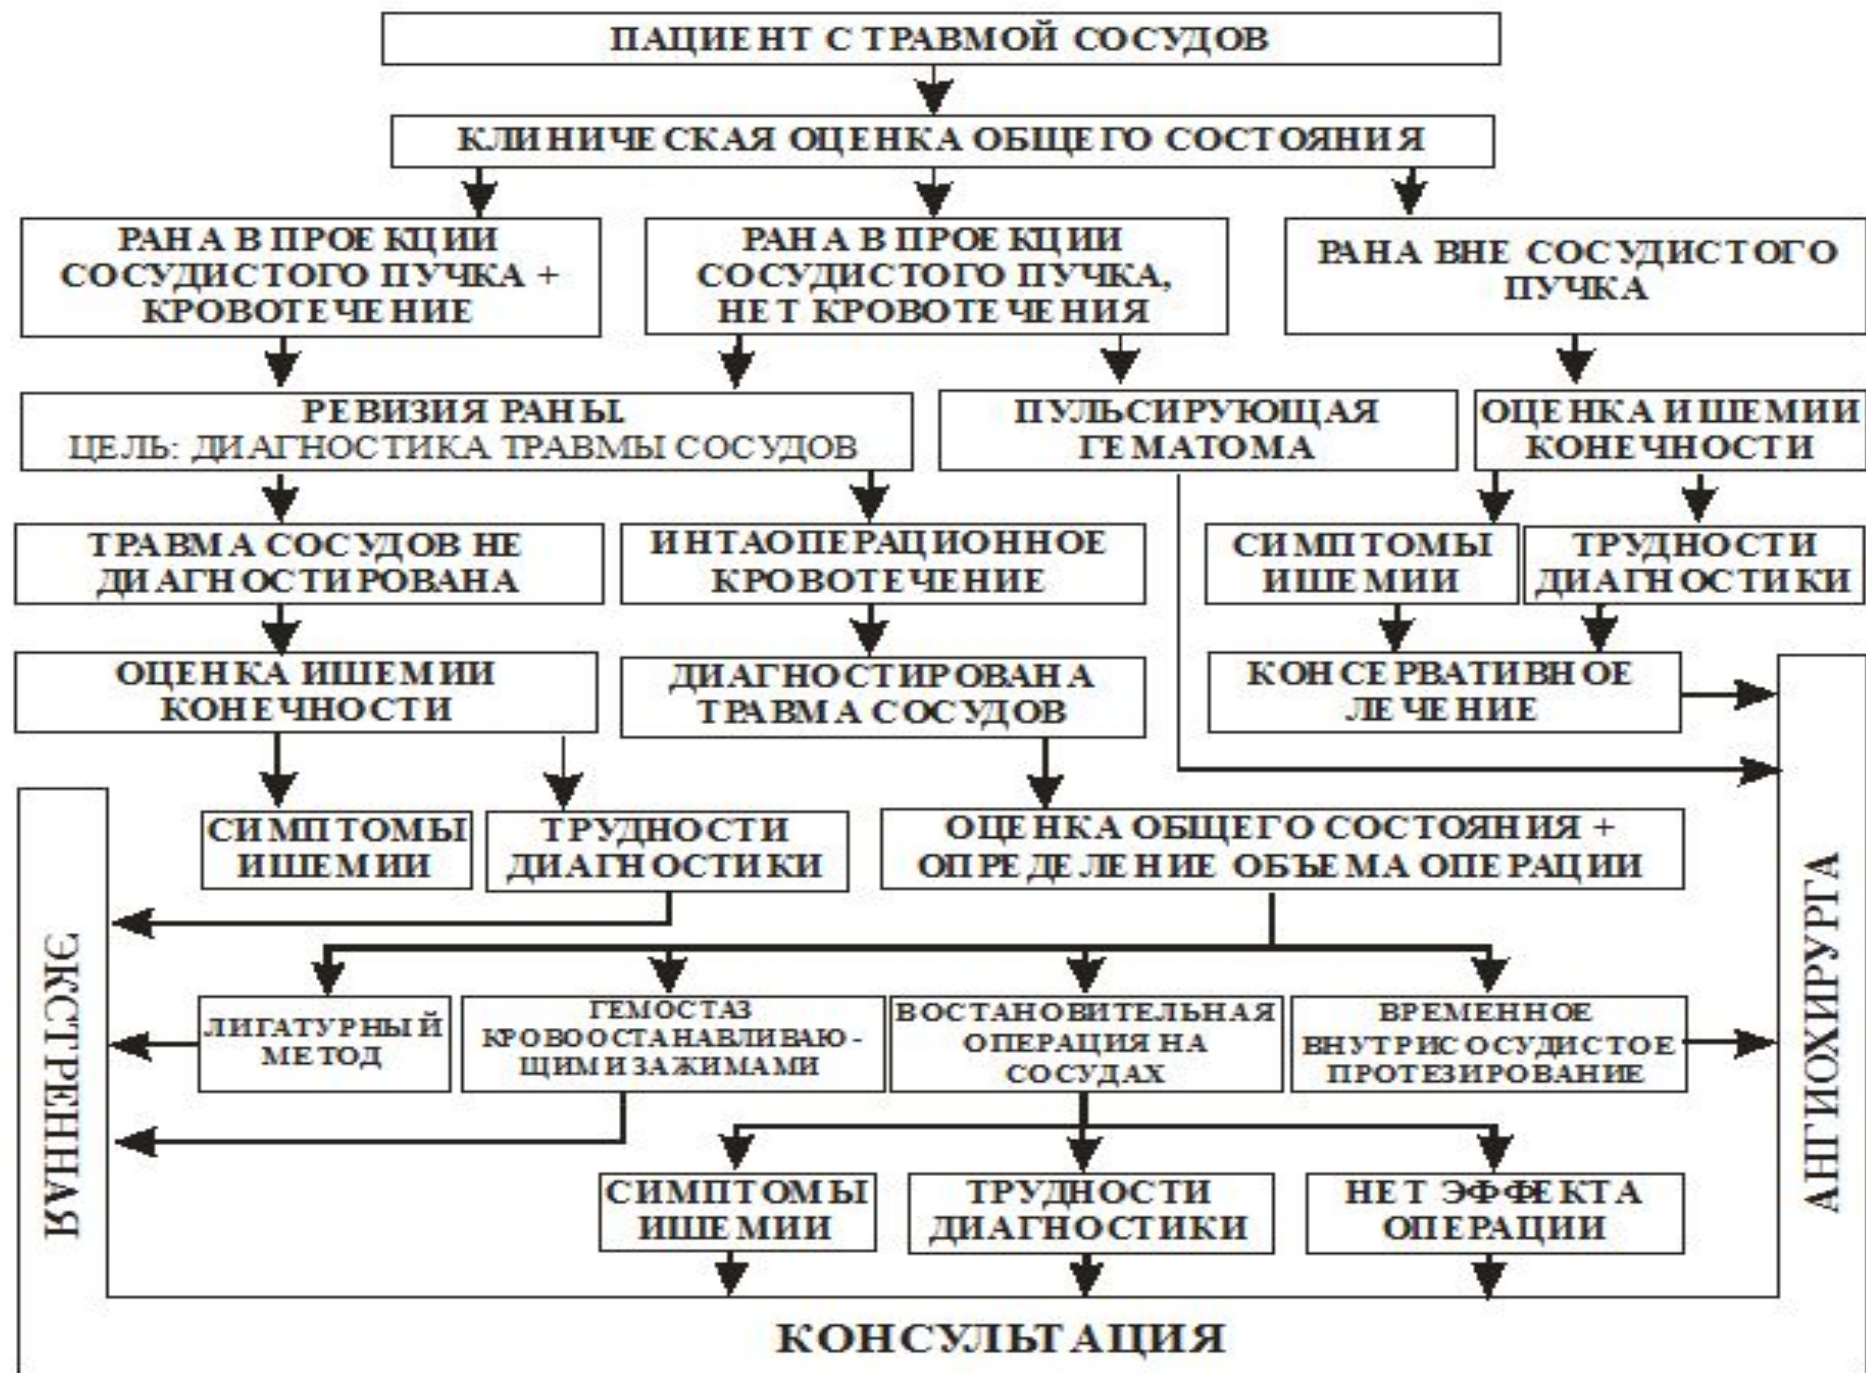 ПАЦИЕНТ С ТРАВМОЙ СОСУДОВ
КЛИНИЧЕСКАЯ ОЦЕНКА ОБЩЕГО СОСТОЯНИЯ
РАНА В ПРОЕКЦИИ
СОСУДИСТОГО ПУЧКА +
КРОВОТЕЧЕНИЕ
РАНА В ПРОЕКЦИИ
СОСУДИСТОГО ПУЧКА,
НЕТ КРОВОТЕЧЕНИЯ
РАНА ВНЕ СОСУДИСТОГО
ПУЧКА
РЕВИЗИЯ РАНЫ.
ЦЕЛЬ: ДИАГНОСТИКА ТРАВМЫ СОСУДОВ
ПУЛЬСИРУЮЩАЯ
ГЕМАТОМА
ОЦЕНКА ИШЕМИИ
КОНЕЧНОСТИ
ТРАВМА СОСУДОВ НЕ
ДИАГНОСТИРОВАНА
ИНТАОПЕРАЦИОННОЕ
КРОВОТЕЧЕНИЕ
СИМПТОМЫ
ИШЕМИИ
ТРУДНОСТИ
ДИАГНОСТИКИ
ОЦЕНКА ИШЕМИИ
КОНЕЧНОСТИ
ДИАГНОСТИРОВАНА
ТРАВМА СОСУДОВ
КОНСЕРВАТИВНОЕ
ЛЕЧЕНИЕ
СИМПТОМЫ
ИШЕМИИ
ТРУДНОСТИ
ДИАГНОСТИКИ
ОЦЕНКА ОБЩЕГО СОСТОЯНИЯ +
ОПРЕДЕЛЕНИЕ ОБЪЕМА ОПЕРАЦИИ
ЛИГАТУРНЫЙ
МЕТОД
ГЕМОСТАЗ
КРОВООСТАНАВЛИВАЮ-
ЩИМИ ЗАЖИМАМИ
ВОСТАНОВИТЕЛЬНАЯ
ОПЕРАЦИЯ НА
СОСУДАХ
ВРЕМЕННОЕ
ВНУТРИСОСУДИСТОЕ
ПРОТЕЗИРОВАНИЕ
СИМПТОМЫ
ИШЕМИИ
ТРУДНОСТИ
ДИАГНОСТИКИ
НЕТ ЭФФЕКТА
ОПЕРАЦИИ
ЭКСТРЕННАЯ
КОНСУЛЬТАЦИЯ
АНГИОХИРУРГА